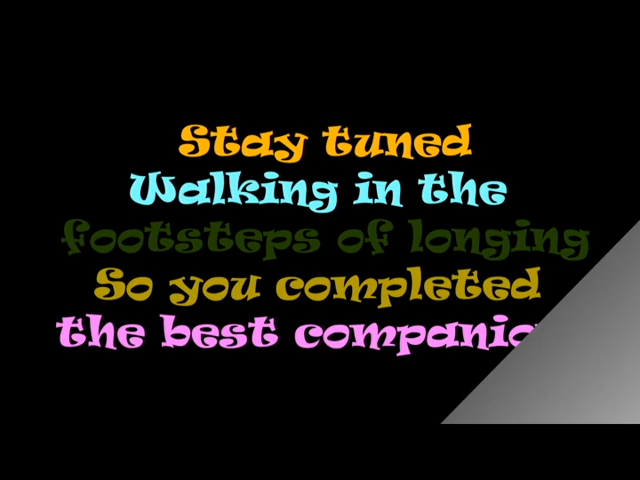 Stay tuned
Walking in the
footsteps of longing
So you completed
the best